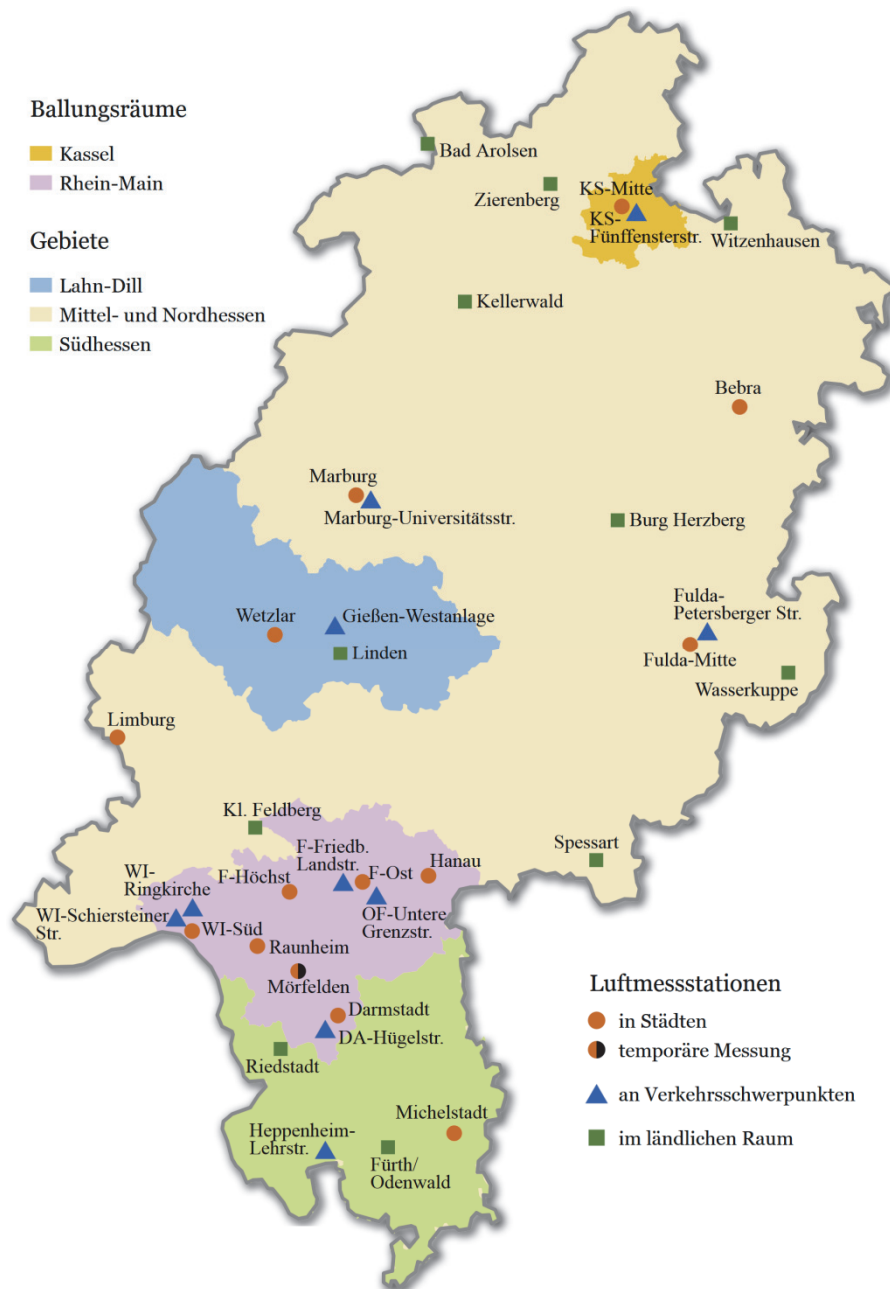 Ballungsräume
Kassel
Rhein-Main
Gebiete
Lahn-Dill
Mittel- und Nordhessen
Südhessen
Bad Arolsen
Zierenberg
KS-Mitte
KS-
Fünffensterstr.
Witzenhausen
Kellerwald
Bebra
Marburg
Marburg-Universitätsstr.
Burg Herzberg
Wetzlar
Gießen-Westanlage
Linden
Fulda-
Petersberger Str.
Fulda-Mitte
Wasserkuppe
Limburg
Kl. Feldberg
Spessart
F-Friedb.
Landstr.
Hanau
F-Höchst
F-Ost
WI-
Ringkirche
WI-Schiersteiner
Str.
WI-Süd
OF-Untere
Grenzstr.
Raunheim
Mörfelden
Darmstadt
DA-Hügelstr.
Riedstadt
Michelstadt
Heppenheim-
Lehrstr.
Fürth/
Odenwald
Luftmessstationen
in Städten
temporäre Messung
an Verkehrsschwerpunkten
im ländlichen Raum